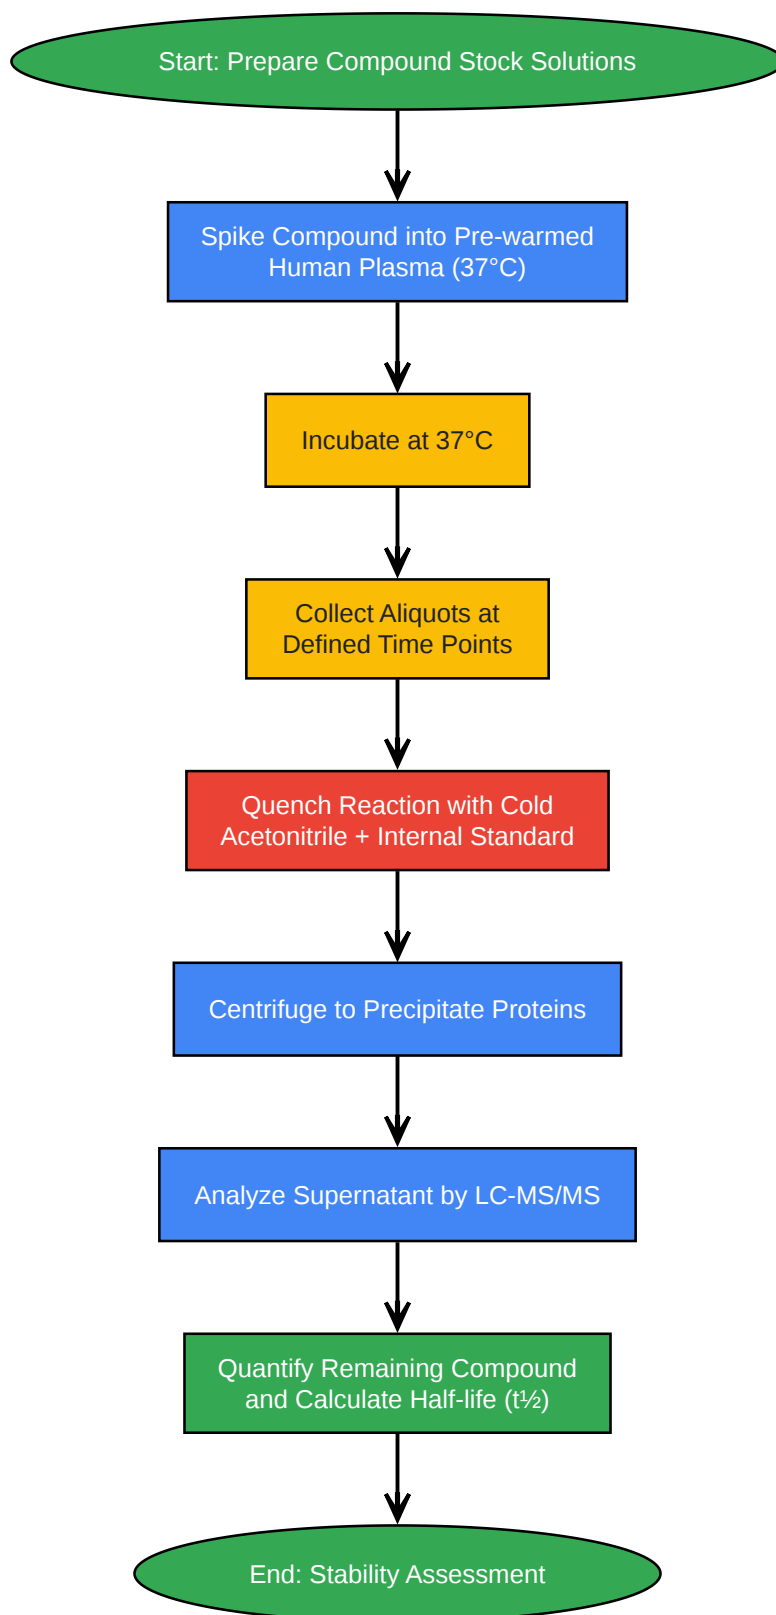 Start: Prepare Compound Stock Solutions
Spike Compound into Pre-warmed
Human Plasma (37°C)
Incubate at 37°C
Collect Aliquots at
Defined Time Points
Quench Reaction with Cold
Acetonitrile + Internal Standard
Centrifuge to Precipitate Proteins
Analyze Supernatant by LC-MS/MS
Quantify Remaining Compound
and Calculate Half-life (t½)
End: Stability Assessment